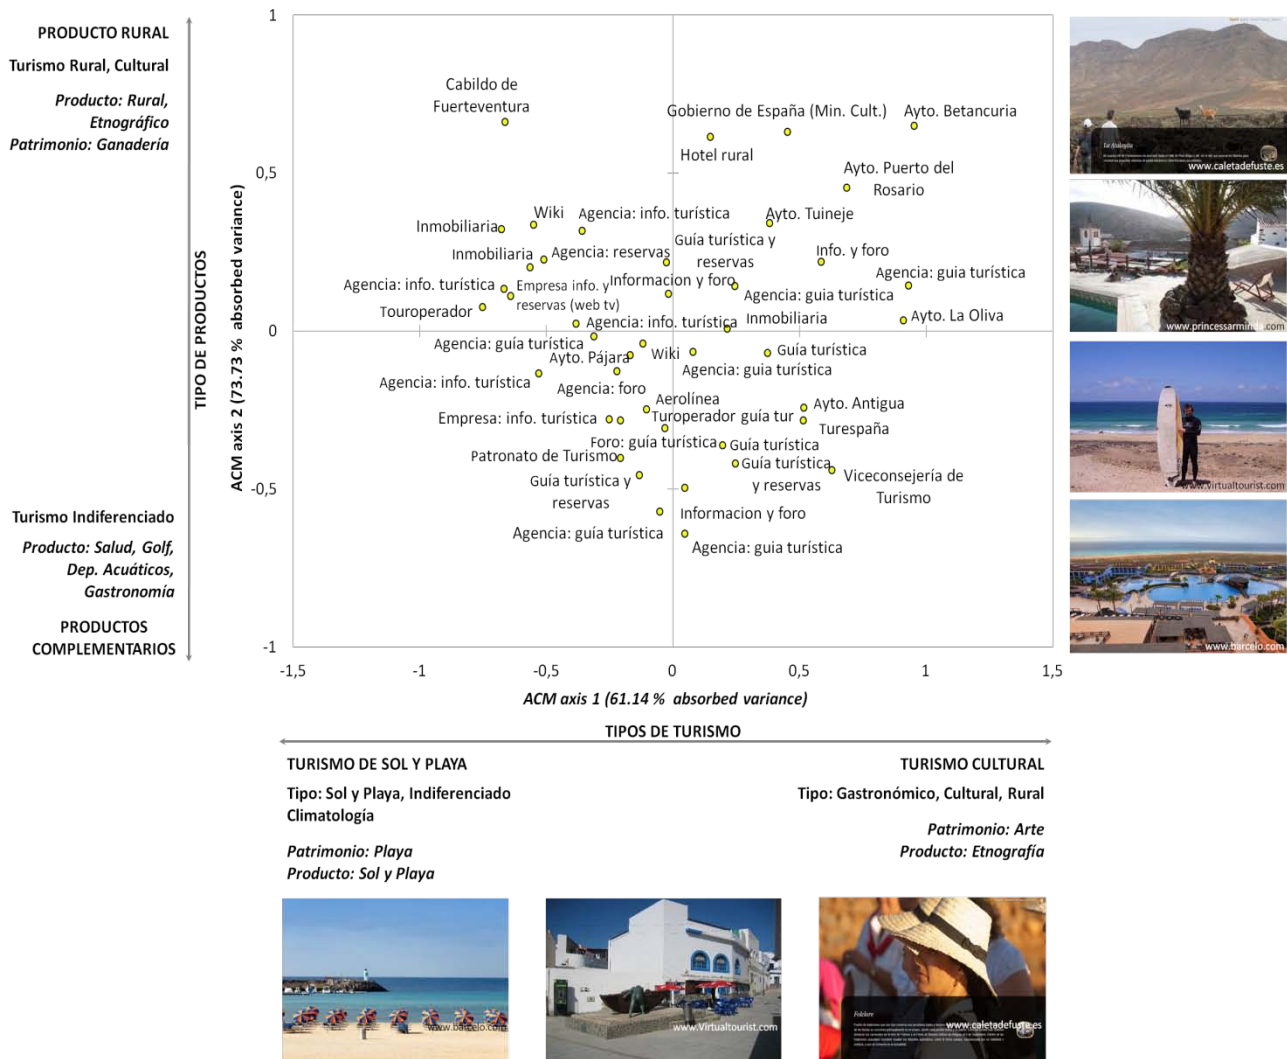 PRODUCTO RURAL
Turismo Rural, Cultural
Producto: Rural,
Etnográfico
Patrimonio: Ganadería
TIPO DE PRODUCTOS
Turismo Indiferenciado
Producto: Salud, Golf,
Dep. Acuáticos,
Gastronomía
PRODUCTOS
COMPLEMENTARIOS
ACM axis 2 (73.73 % absorbed variance)
1
0,5
0
-0,5
-1
Cabildo de
Fuerteventura
Gobierno de España (Min. Cult.)
Ayto. Betancuria
Hotel rural
Ayto. Puerto del
Rosario
Inmobiliaria
Wiki
Agencia: info. turística
Ayto. Tuineje
Guía turística y
reservas
Info. y foro
Inmobiliaria
Agencia: reservas
Agencia: info. turística
Empresa info. y
reservas (web tv)
Informacion y foro
Agencia: guia turística
Agencia: guia turística
Touroperador
Agencia: info. turística
Inmobiliaria
Ayto. La Oliva
Agencia: guía turística
Ayto. Pájara
Wiki
Guía turística
Agencia: guia turística
Agencia: info. turística
Agencia: foro
Aerolínea
Ayto. Antigua
Empresa: info. turística
Turoperador guía tur
Turespaña
Foro: guía turística
Guía turística
Patronato de Turismo
Guía turística
y reservas
Viceconsejería de
Turismo
Guía turística y
reservas
Informacion y foro
Agencia: guía turística
Agencia: guia turística
-1,5
-1
-0,5
0
0,5
1
1,5
ACM axis 1 (61.14 % absorbed variance)
TIPOS DE TURISMO
TURISMO DE SOL Y PLAYA
Tipo: Sol y Playa, Indiferenciado
Climatología
Patrimonio: Playa
Producto: Sol y Playa
TURISMO CULTURAL
Tipo: Gastronómico, Cultural, Rural
Patrimonio: Arte
Producto: Etnografía
www.caletadefuste.es
www.princessarminda.com
www.virtualtourist.com
www.barcelo.com
www.barcelo.com
www.Virtualtourist.com
Folclore
www.caletadefuste.es